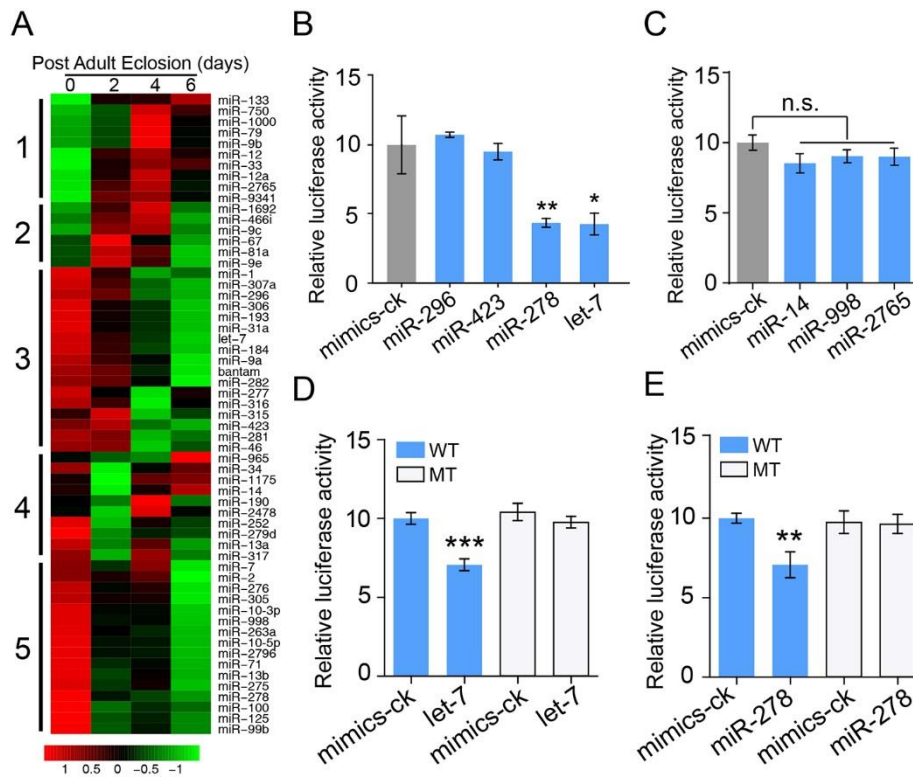 A
Post Adult Eclosion (days)
0 2 4 6
1
2
3
4
5
miR-133
miR-750
miR-1000
miR-79
miR-9b
miR-12
miR-33
miR-12a
miR-2765
miR-9341
miR-1692
miR-466i
miR-9c
miR-67
miR-81a
miR-9e
miR-1
miR-307a
miR-296
miR-306
miR-193
miR-31a
let-7
miR-184
miR-9a
bantam
miR-282
miR-277
miR-316
miR-315
miR-423
miR-281
miR-46
miR-965
miR-34
miR-1175
miR-14
miR-190
miR-2478
miR-252
miR-279d
miR-13a
miR-317
miR-7
miR-2
miR-276
miR-305
miR-10-3p
miR-998
miR-263a
miR-10-5p
miR-2796
miR-71
miR-13b
miR-275
miR-278
miR-100
miR-125
miR-99b
1 0.5 0 -0.5 -1
B
Relative luciferase activity
15
10
5
0
** *
mimics-ck miR-296 miR-423 miR-278 let-7
C
Relative luciferase activity
15
10
5
0
n.s.
mimics-ck miR-14 miR-998 miR-2765
D
Relative luciferase activity
15
10
5
0
WT
MT
***
mimics-ck let-7 mimics-ck let-7
E
Relative luciferase activity
15
10
5
0
WT
MT
**
mimics-ck miR-278 mimics-ck miR-278